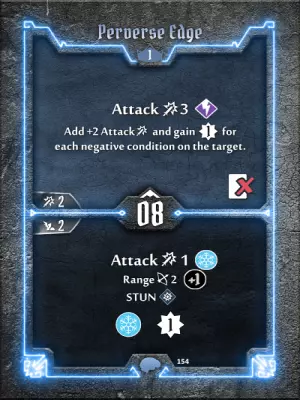 Perverse Edge
1
Attack 3
Add +2 Attack and gain 1 for
each negative condition on the target.
2
08
2
Attack 1
Range 2 +1
STUN
1
154